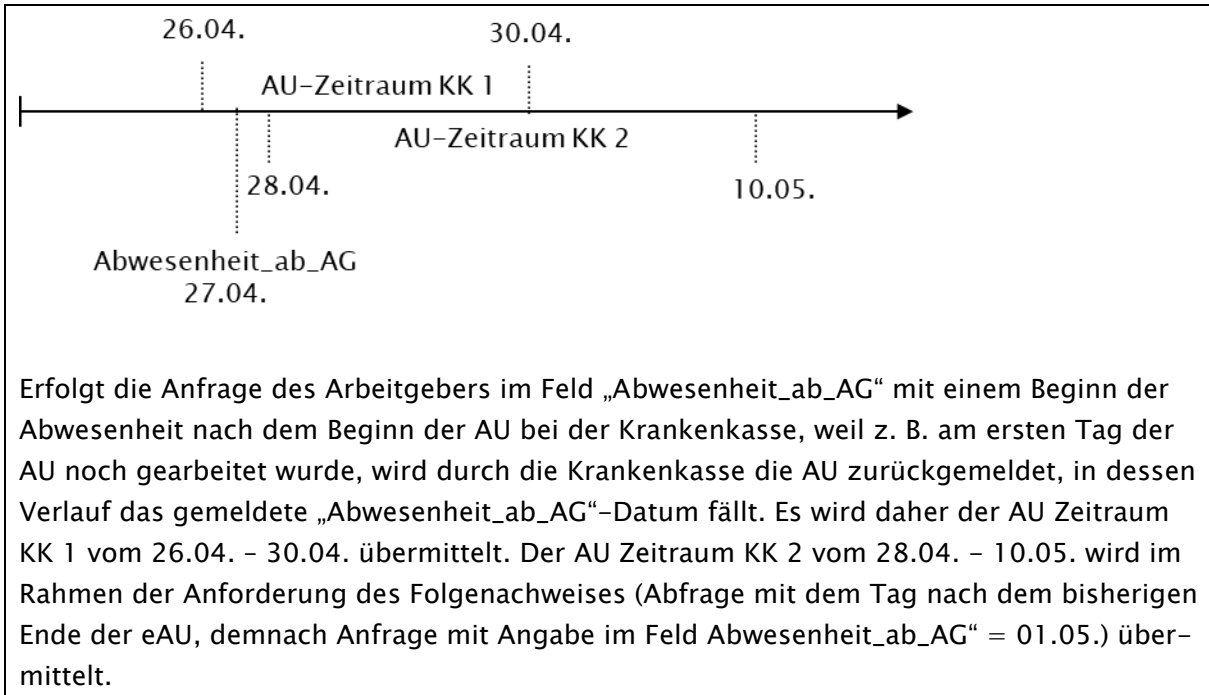 26.04.
30.04.
AU-Zeitraum KK 1
AU-Zeitraum KK 2
28.04.
10.05.
Abwesenheit_ab_AG
27.04.
Erfolgt die Anfrage des Arbeitgebers im Feld „Abwesenheit_ab_AG“ mit einem Beginn der
Abwesenheit nach dem Beginn der AU bei der Krankenkasse, weil z. B. am ersten Tag der
AU noch gearbeitet wurde, wird durch die Krankenkasse die AU zurückgemeldet, in dessen
Verlauf das gemeldete „Abwesenheit_ab_AG“-Datum fällt. Es wird daher der AU Zeitraum
KK 1 vom 26.04. – 30.04. übermittelt. Der AU Zeitraum KK 2 vom 28.04. – 10.05. wird im
Rahmen der Anforderung des Folgenachweises (Abfrage mit dem Tag nach dem bisherigen
Ende der eAU, demnach Anfrage mit Angabe im Feld Abwesenheit_ab_AG“ = 01.05.) über-
mittelt.